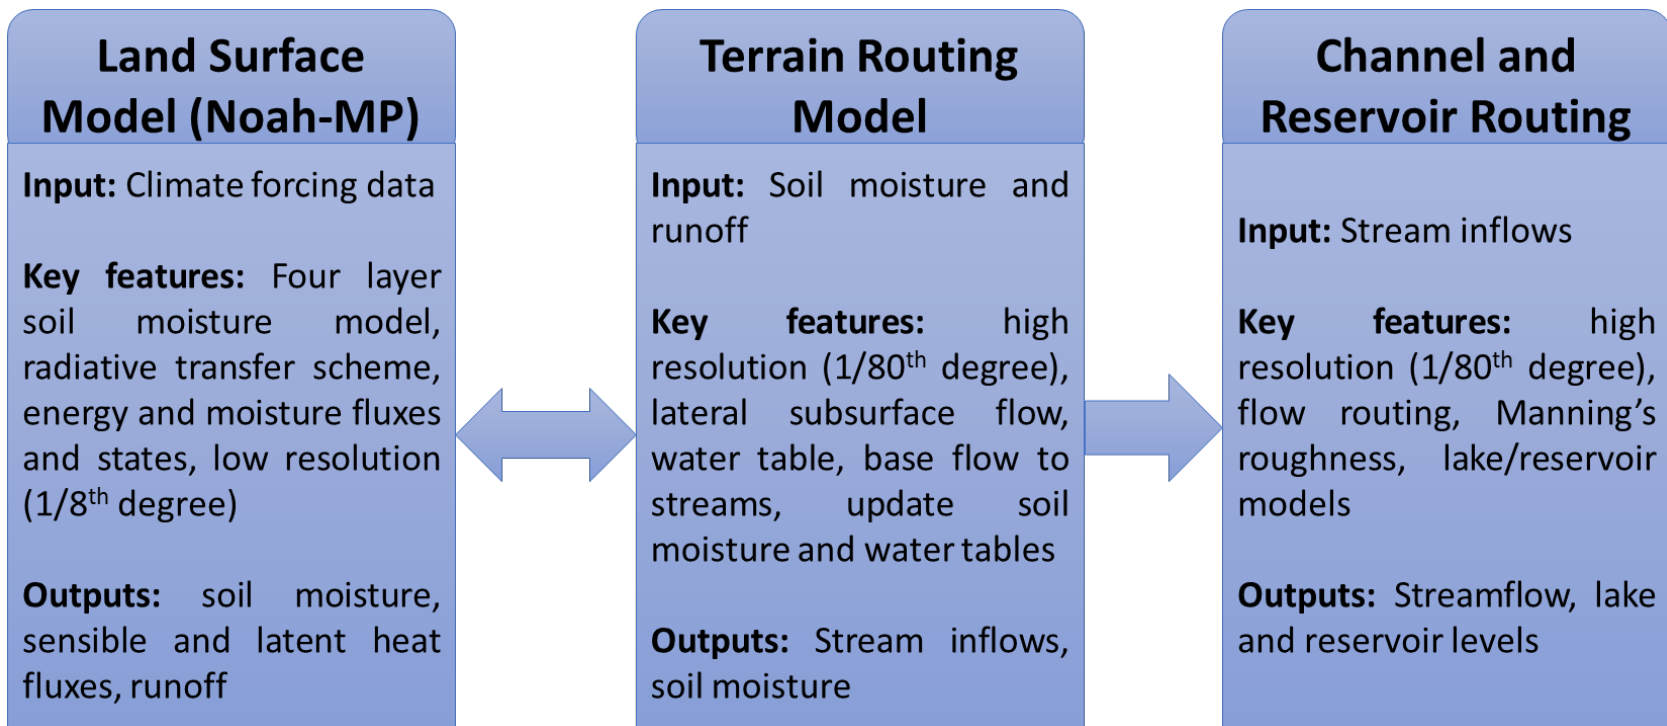 Land Surface
Model (Noah-MP)
Input: Climate forcing data
Key features: Four layer
soil moisture model,
radiative transfer scheme,
energy and moisture fluxes
and states, low resolution
(1/8th degree)
Outputs: soil moisture,
sensible and latent heat
fluxes, runoff
Terrain Routing
Model
Input: Soil moisture and
runoff
Key features: high
resolution (1/80th degree),
lateral subsurface flow,
water table, base flow to
streams, update soil
moisture and water tables
Outputs: Stream inflows,
soil moisture
Channel and
Reservoir Routing
Input: Stream inflows
Key features: high
resolution (1/80th degree),
flow routing, Manning’s
roughness, lake/reservoir
models
Outputs: Streamflow, lake
and reservoir levels